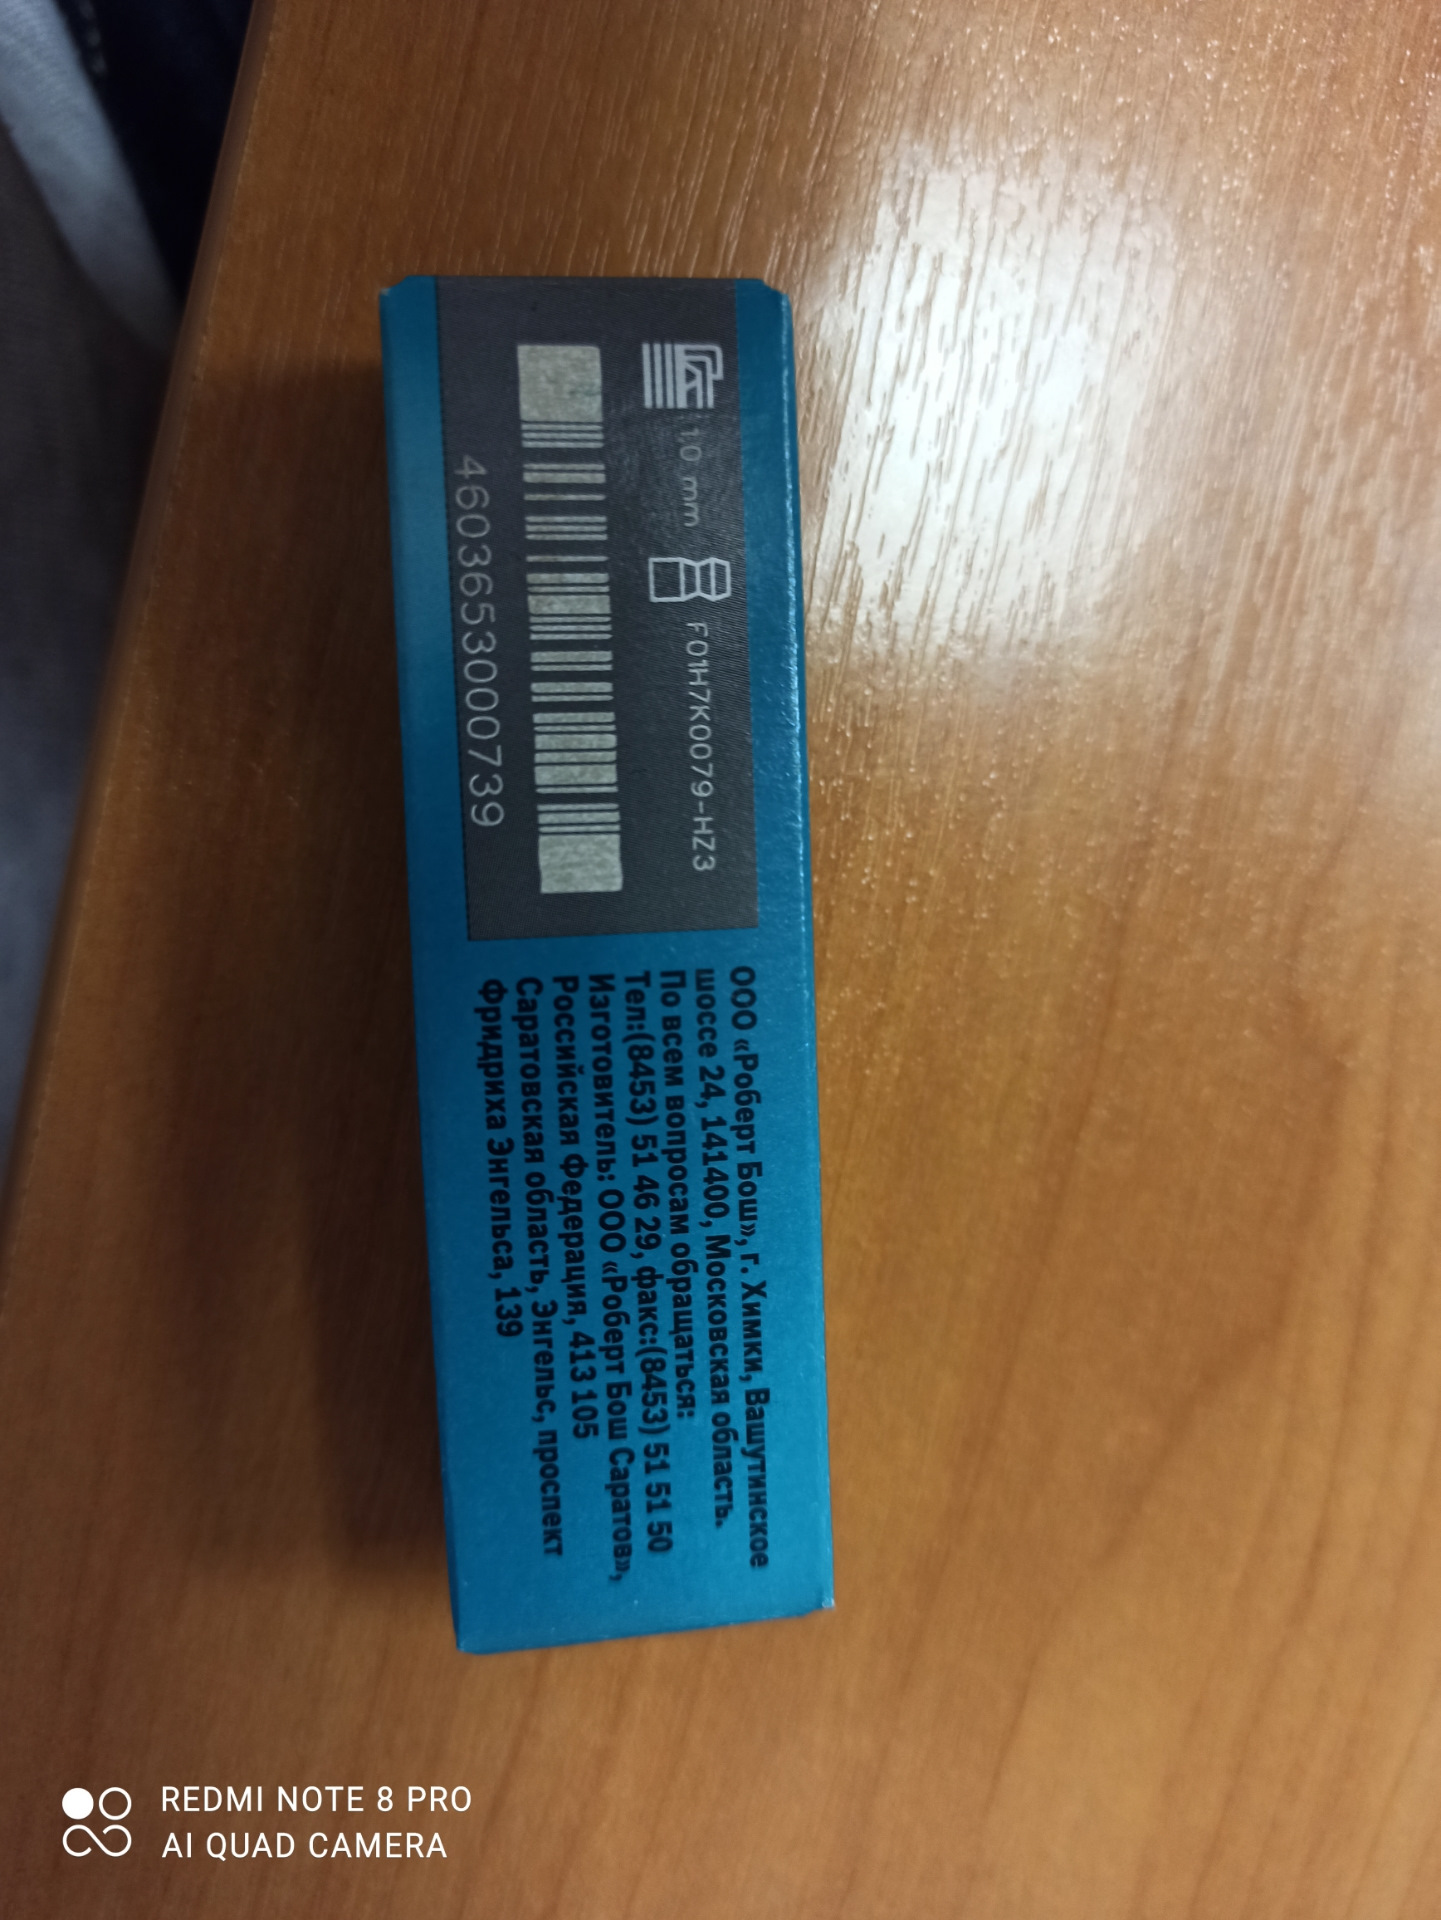 1,0 mm
F01H7K0079-HZ3
4603653000739
ООО «Роберт Бош», г. Химки, Вашутинское
шоссе 24, 141400, Московская область.
По всем вопросам обращаться:
Тел:(8453) 51 46 29, факс:(8453) 51 51 50
Изготовитель: ООО «Роберт Бош Саратов»,
Российская Федерация, 413105
Саратовская область, Энгельс, проспект
Фридриха Энгельса, 139
REDMI NOTE 8 PRO
AI QUAD CAMERA